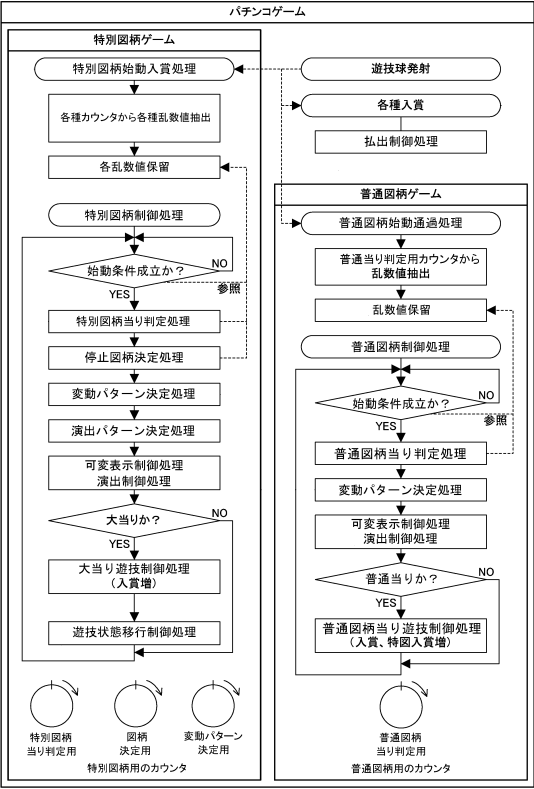 パチンコゲーム
特別図柄ゲーム
特別図柄始動入賞処理
各種カウンタから各種乱数値抽出
各乱数値保留
特別図柄制御処理
始動条件成立か？
NO
YES
参照
特別図柄当り判定処理
停止図柄決定処理
変動パターン決定処理
演出パターン決定処理
可変表示制御処理
演出制御処理
大当りか？
NO
YES
大当り遊技制御処理
（入賞増）
遊技状態移行制御処理
特別図柄
当り判定用
図柄
決定用
変動パターン
決定用
特別図柄用のカウンタ
遊技球発射
各種入賞
払出制御処理
普通図柄ゲーム
普通図柄始動通過処理
普通当り判定用カウンタから
乱数値抽出
乱数値保留
普通図柄制御処理
始動条件成立か？
NO
YES
参照
普通図柄当り判定処理
変動パターン決定処理
可変表示制御処理
演出制御処理
普通当りか？
NO
YES
普通図柄当り遊技制御処理
（入賞、特図入賞増）
普通図柄
当り判定用
普通図柄用のカウンタ